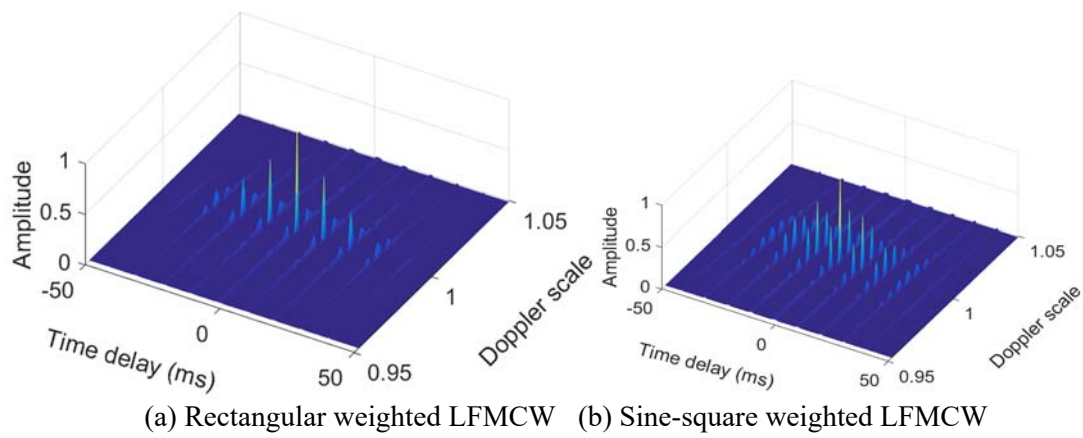 Amplitude
1
0.5
0
-50
0
50
Time delay (ms)
0.95
1
1.05
Doppler scale
Amplitude
1
0.5
0
-50
0
50
Time delay (ms)
0.95
1
1.05
Doppler scale
(a) Rectangular weighted LFMCW (b) Sine-square weighted LFMCW